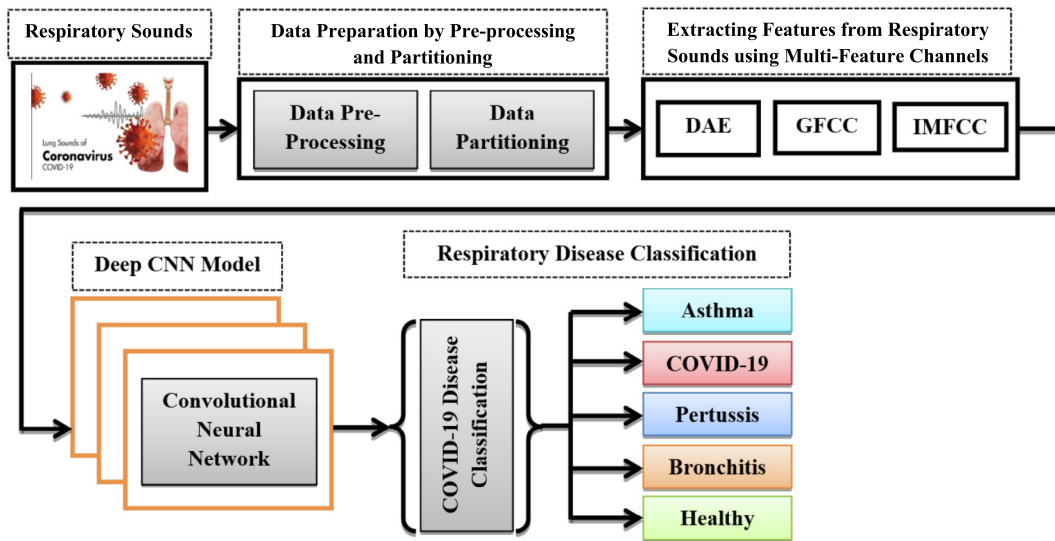 Respiratory Sounds
Data Preparation by Pre-processing
and Partitioning
Extracting Features from Respiratory
Sounds using Multi-Feature Channels
Lung Sounds of
Coronavirus
COVID-19
Data Pre-
Processing
Data
Partitioning
DAE
GFCC
IMFCC
Deep CNN Model
Respiratory Disease Classification
Convolutional
Neural
Network
COVID-19 Disease
Classification
Asthma
COVID-19
Pertussis
Bronchitis
Healthy